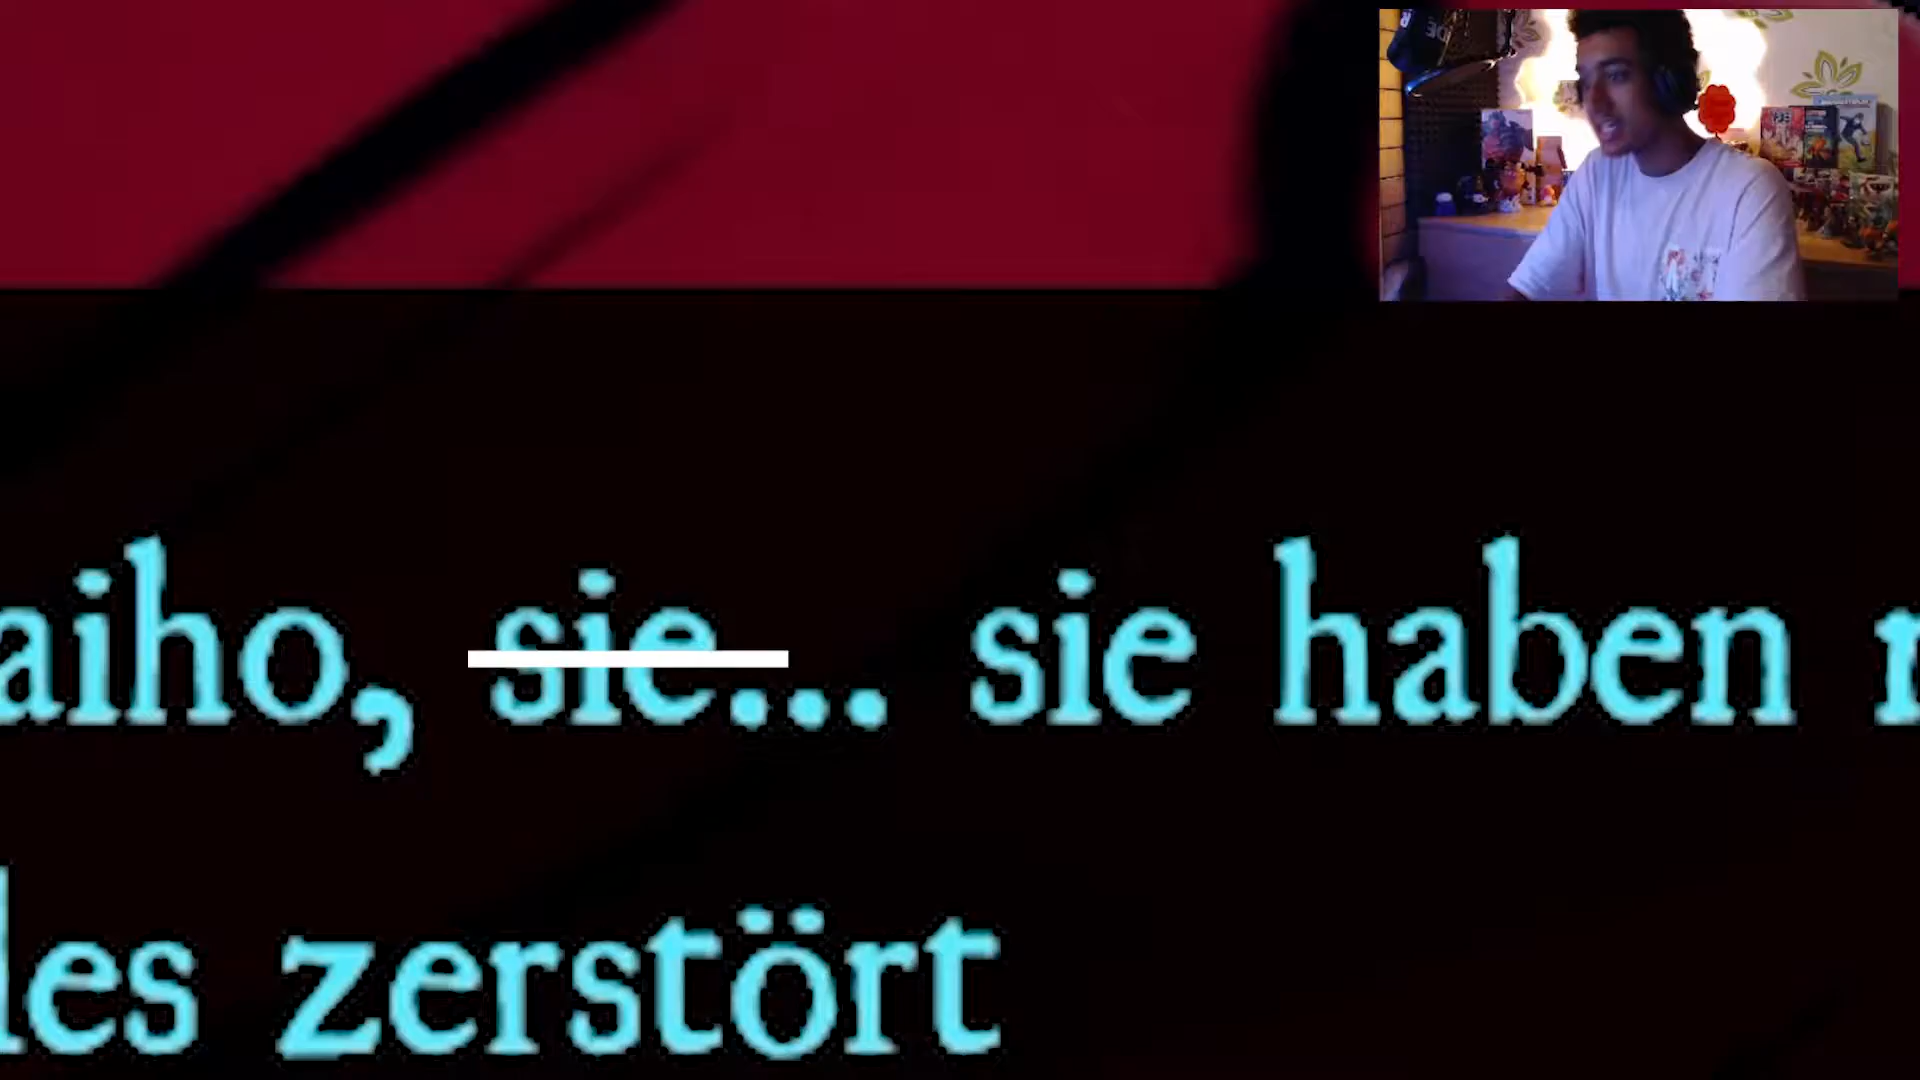 aiho, sie... sie haben
les zerstört